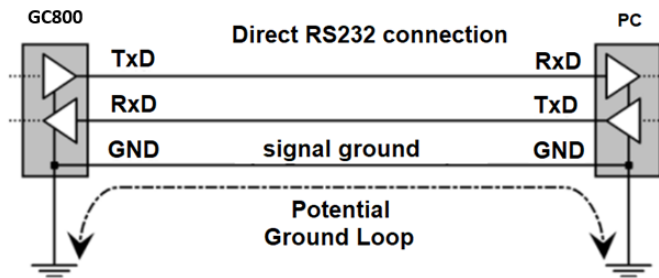 GC800
PC
Direct RS232 connection
TxD
RxD
RxD
TxD
GND
signal ground
GND
Potential
Ground Loop